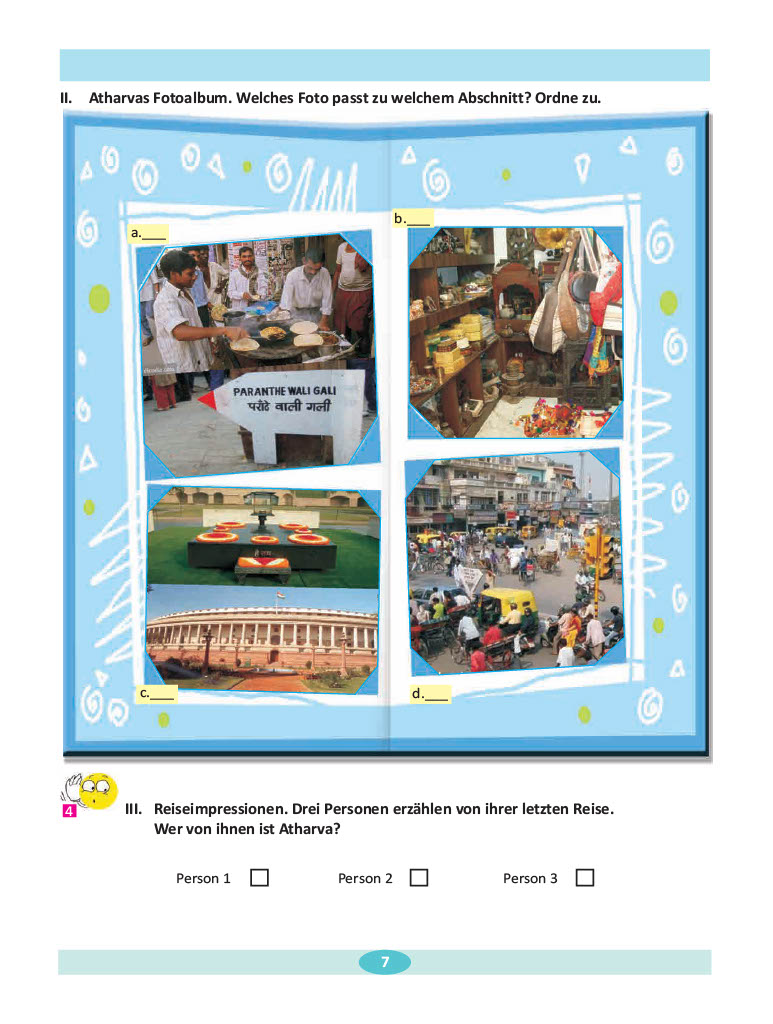 II. Atharvas Fotoalbum. Welches Foto passt zu welchem Abschnitt? Ordne zu.
a.___
b.___
PARANTHE WALI GALI
परांठे वाली गली
c.___
d.___
4
III. Reiseimpressionen. Drei Personen erzählen von ihrer letzten Reise.
Wer von ihnen ist Atharva?
Person 1 Person 2 Person 3
7